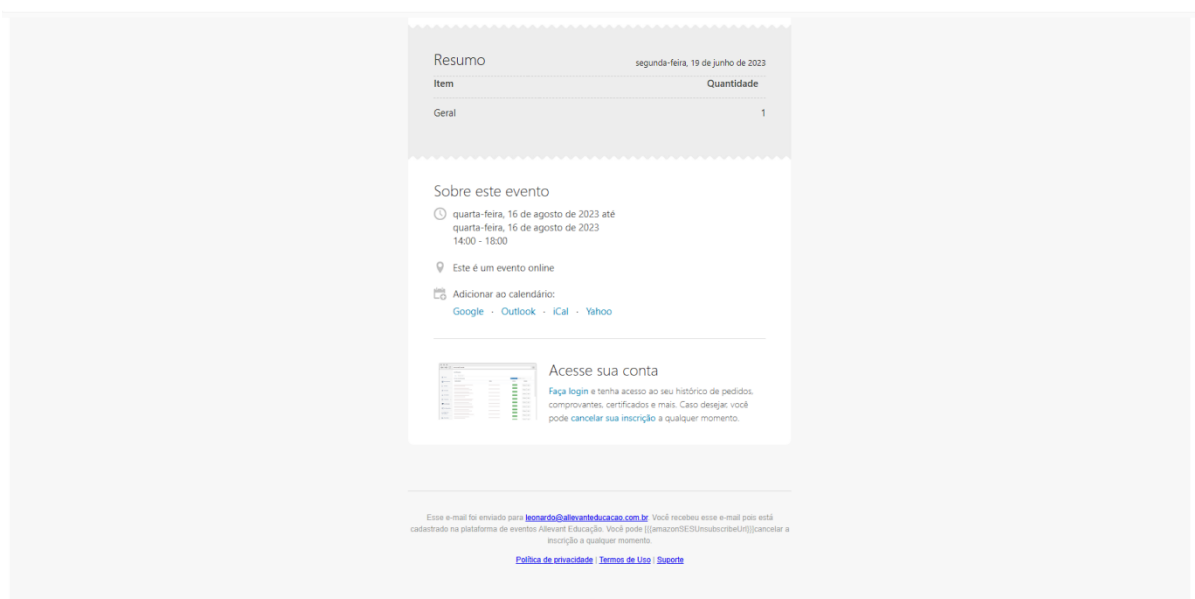 Resumo
segunda-feira, 19 de junho de 2023
Item Quantidade
Geral 1
Sobre este evento
quarta-feira, 16 de agosto de 2023 até
quarta-feira, 16 de agosto de 2023
14:00 - 18:00
Este é um evento online
Adicionar ao calendário:
Google - Outlook - iCal - Yahoo
Acesse sua conta
Faça login e tenha acesso ao seu histórico de pedidos,
comprovantes, certificados e mais. Caso desejar, você
pode cancelar sua inscrição a qualquer momento.
Esse e-mail foi enviado para leonardo@allevanteducacao.com.br. Você recebeu esse e-mail pois está
cadastrado na plataforma de eventos Allevant Educação. Você pode [[{amazonSESUnsubscribeUrl}]]cancelar a
inscrição a qualquer momento.
Política de privacidade | Termos de Uso | Suporte